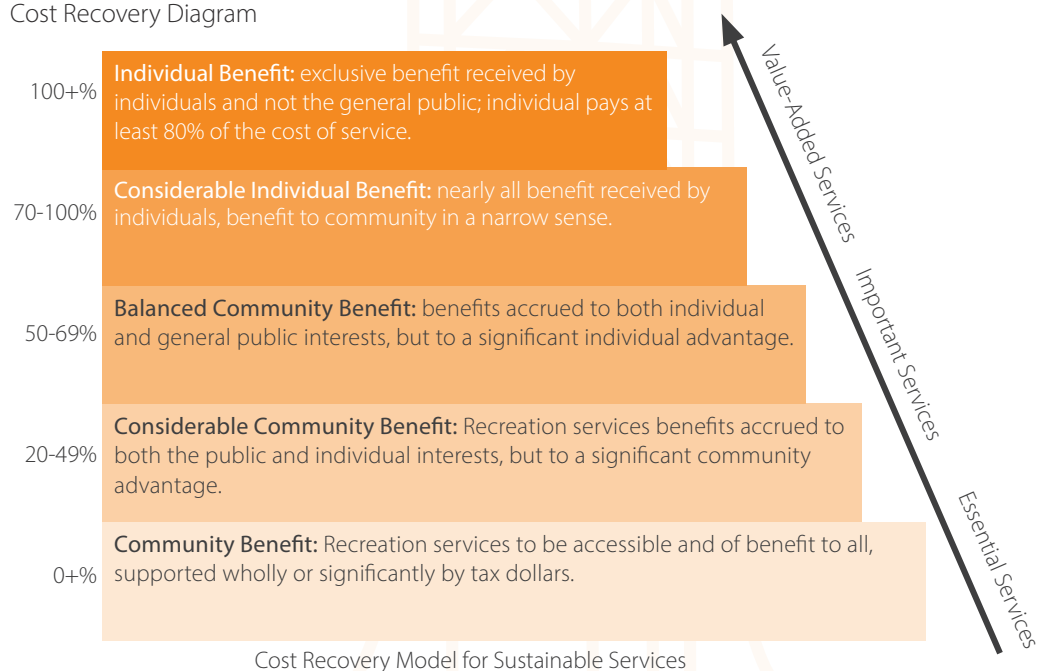 Cost Recovery Diagram
100+%
Individual Benefit: exclusive benefit received by
individuals and not the general public; individual pays at
least 80% of the cost of service.
70-100%
Considerable Individual Benefit: nearly all benefit received by
individuals, benefit to community in a narrow sense.
50-69%
Balanced Community Benefit: benefits accrued to both individual
and general public interests, but to a significant individual advantage.
20-49%
Considerable Community Benefit: Recreation services benefits accrued to
both the public and individual interests, but to a significant community
advantage.
0+%
Community Benefit: Recreation services to be accessible and of benefit to all,
supported wholly or significantly by tax dollars.
Value-Added Services
Important Services
Essential Services
Cost Recovery Model for Sustainable Services